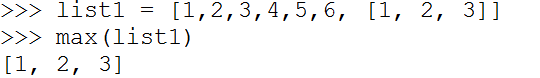 >>> list1 = [1,2,3,4,5,6, [1, 2, 3]]
>>> max(list1)
[1, 2, 3]